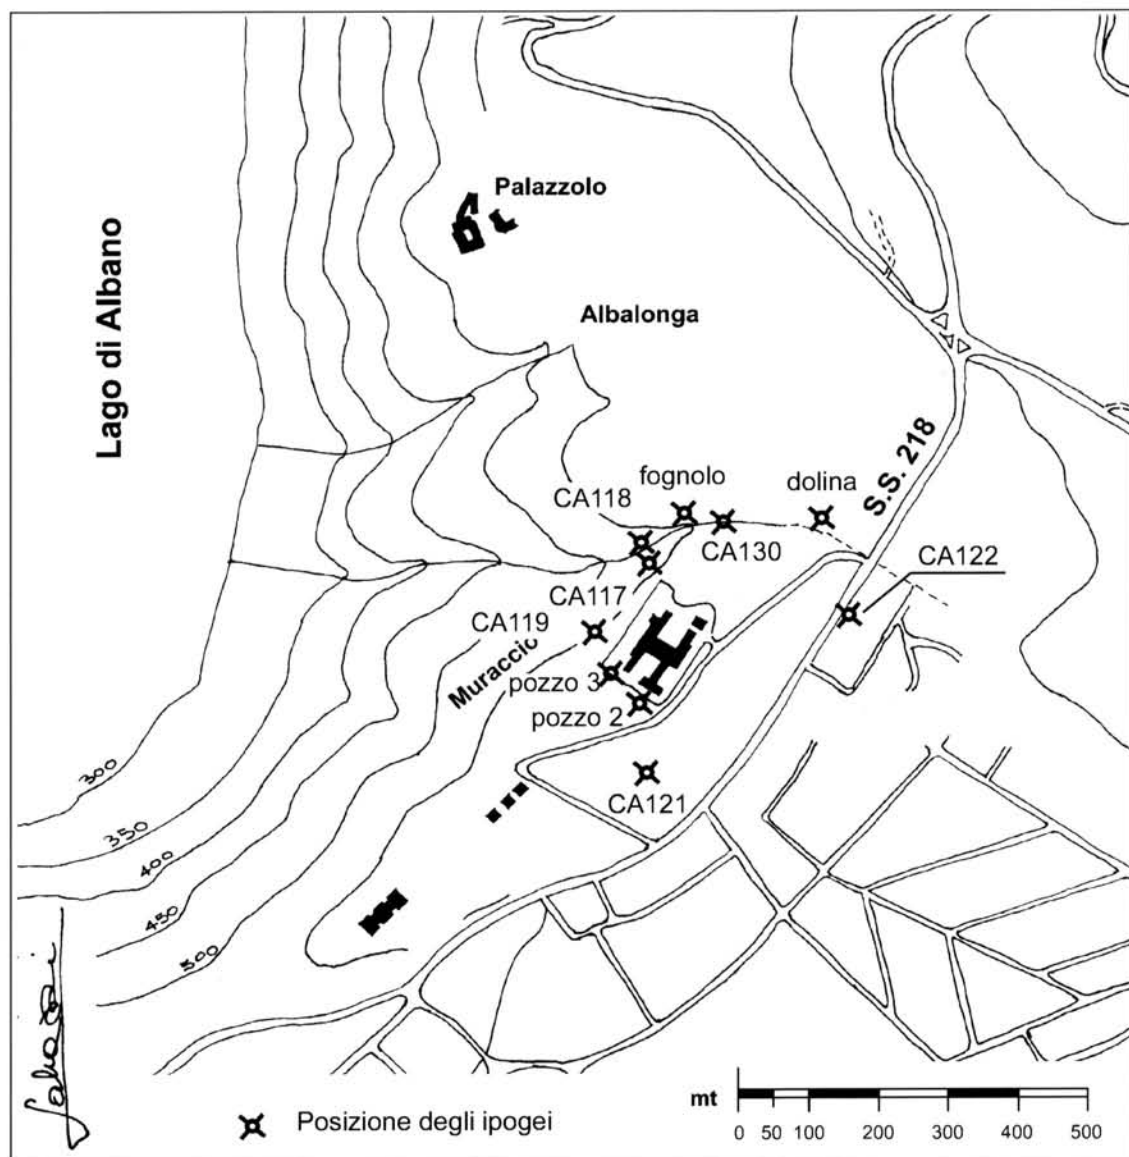 Palazzolo
Lago di Albano
Albalonga
S.S. 218
fognolo
dolina
CA118
CA130
CA122
CA117
CA119
Muraccio
pozzo 3
pozzo 2
CA121
300
350
400
450
500
Posizione degli ipogei
mt
0 50 100 200 300 400 500